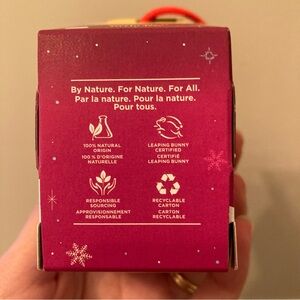 By Nature. For Nature. For All.
Par la nature. Pour la nature.
Pour tous.
100% NATURAL
ORIGIN
100 % D'ORIGINE
NATURELLE
LEAPING BUNNY
CERTIFIED
CERTIFIÉ
LEAPING BUNNY
RESPONSIBLE
SOURCING
APPROVISIONNEMENT
RESPONSABLE
RECYCLABLE
CARTON
CARTON
RECYCLABLE